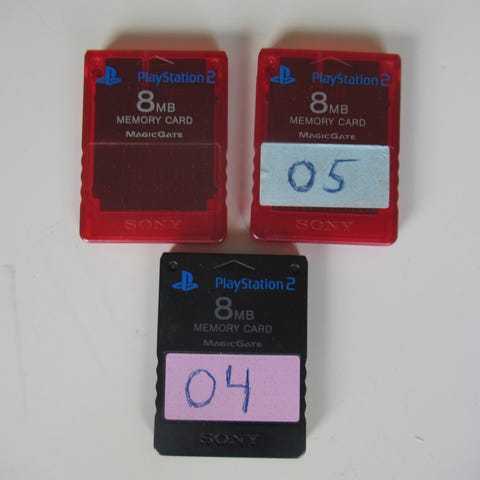 PlayStation 2
8MB
MEMORY CARD
MAGICGATE
SONY
PlayStation 2
8MB
MEMORY CARD
MAGICGATE
05
SONY
PlayStation 2
8MB
MEMORY CARD
MAGICGATE
04
SONY